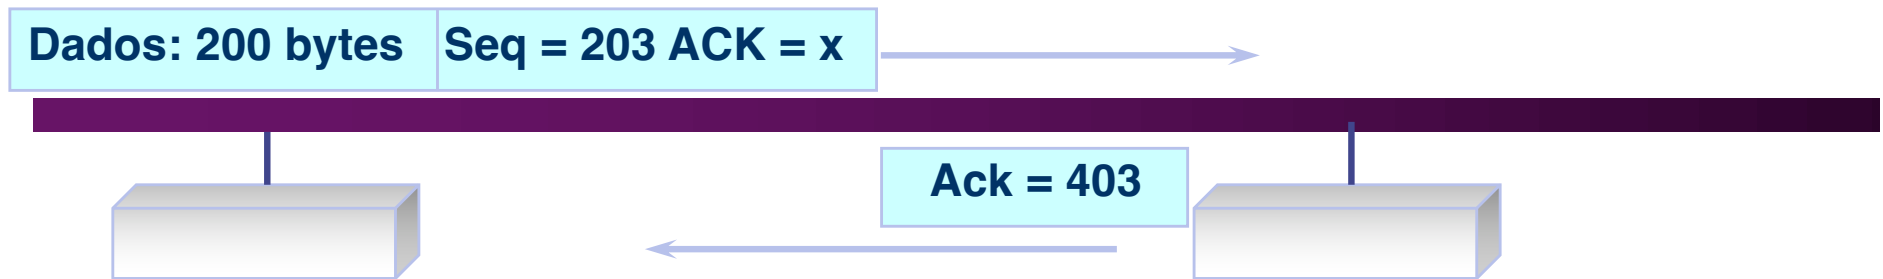 Dados: 200 bytes Seq = 203 ACK = x
Ack = 403